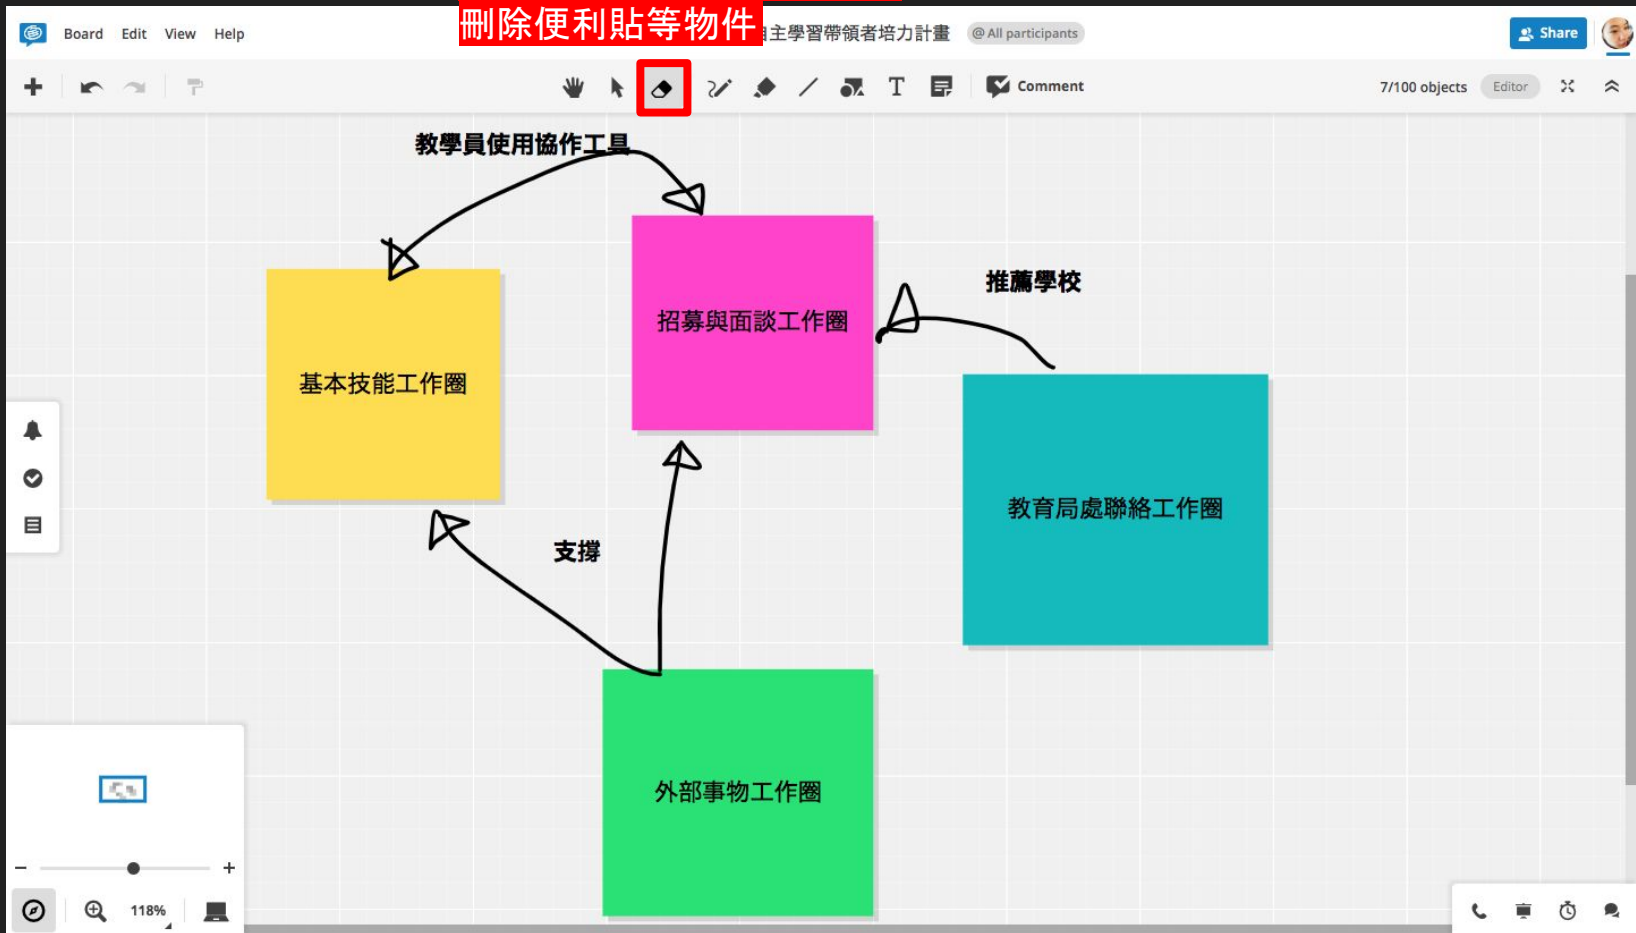 刪除便利貼等物件
Board Edit View Help
主學習帶領者培力計畫
@ All participants
Share
Comment
7/100 objects
Editor
教學員使用協作工具
推薦學校
招募與面談工作圈
基本技能工作圈
教育局處聯絡工作圈
支撐
外部事物工作圈
118%